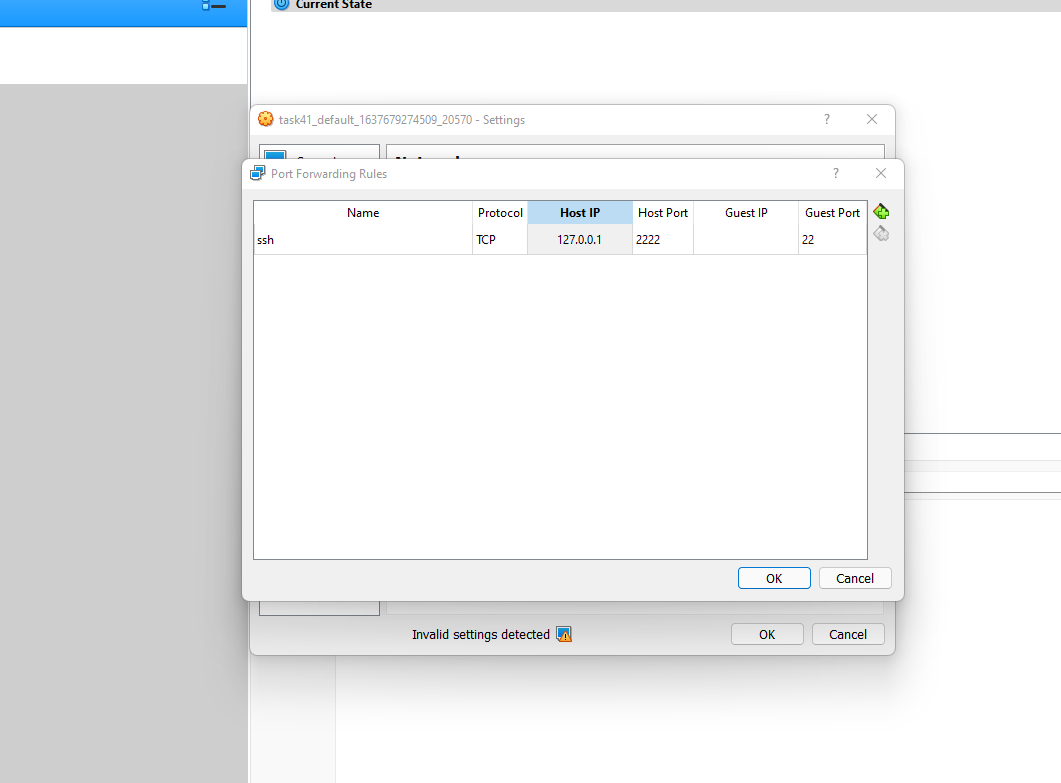 Current State
task41_default_1637679274509_20570 - Settings
?
Port Forwarding Rules
?
Name Protocol Host IP Host Port Guest IP Guest Port
ssh TCP 127.0.0.1 2222 22
OK Cancel
Invalid settings detected OK Cancel